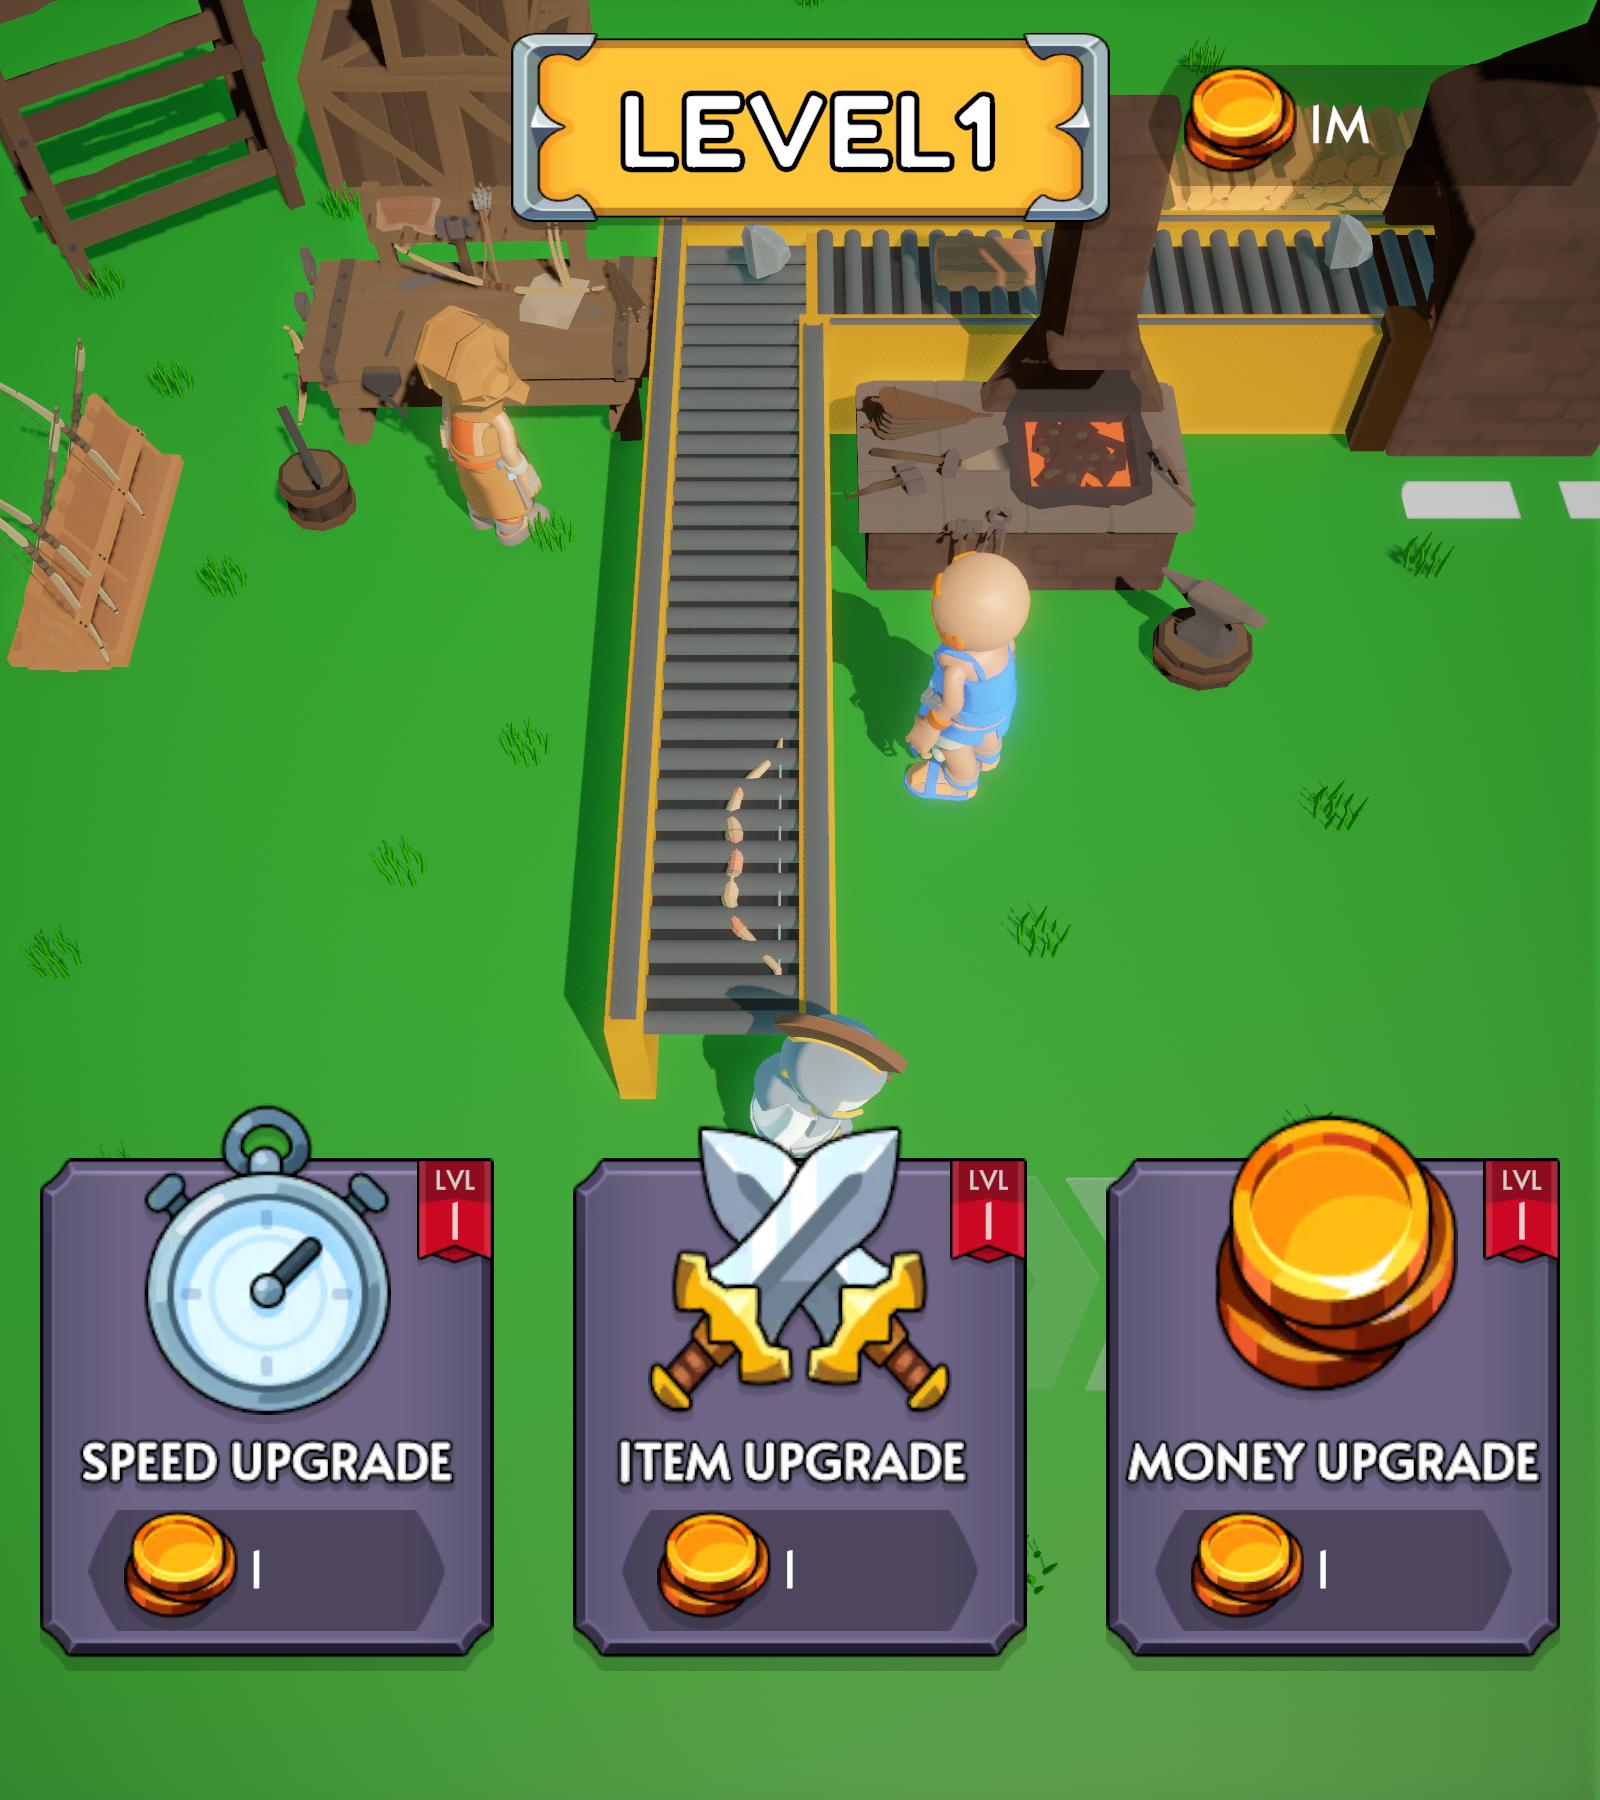 LEVEL1
1M
LVL
1
LVL
1
LVL
1
SPEED UPGRADE
ITEM UPGRADE
MONEY UPGRADE
1
1
1